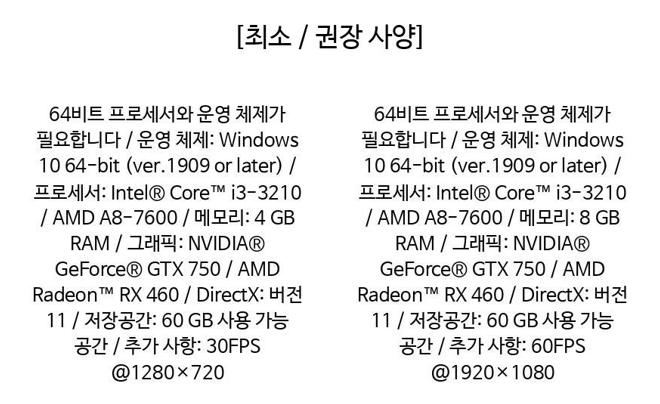 [최소 / 권장 사양]
64비트 프로세서와 운영 체제가
필요합니다 / 운영 체제: Windows
10 64-bit (ver.1909 or later) /
프로세서: Intel® Core™ i3-3210
/ AMD A8-7600 / 메모리: 4 GB
RAM / 그래픽: NVIDIA®
GeForce® GTX 750 / AMD
Radeon™ RX 460 / DirectX: 버전
11 / 저장공간: 60 GB 사용 가능
공간 / 추가 사항: 30FPS
@1280×720
64비트 프로세서와 운영 체제가
필요합니다 / 운영 체제: Windows
10 64-bit (ver.1909 or later) /
프로세서: Intel® Core™ i3-3210
/ AMD A8-7600 / 메모리: 8 GB
RAM / 그래픽: NVIDIA®
GeForce® GTX 750 / AMD
Radeon™ RX 460 / DirectX: 버전
11 / 저장공간: 60 GB 사용 가능
공간 / 추가 사항: 60FPS
@1920×1080